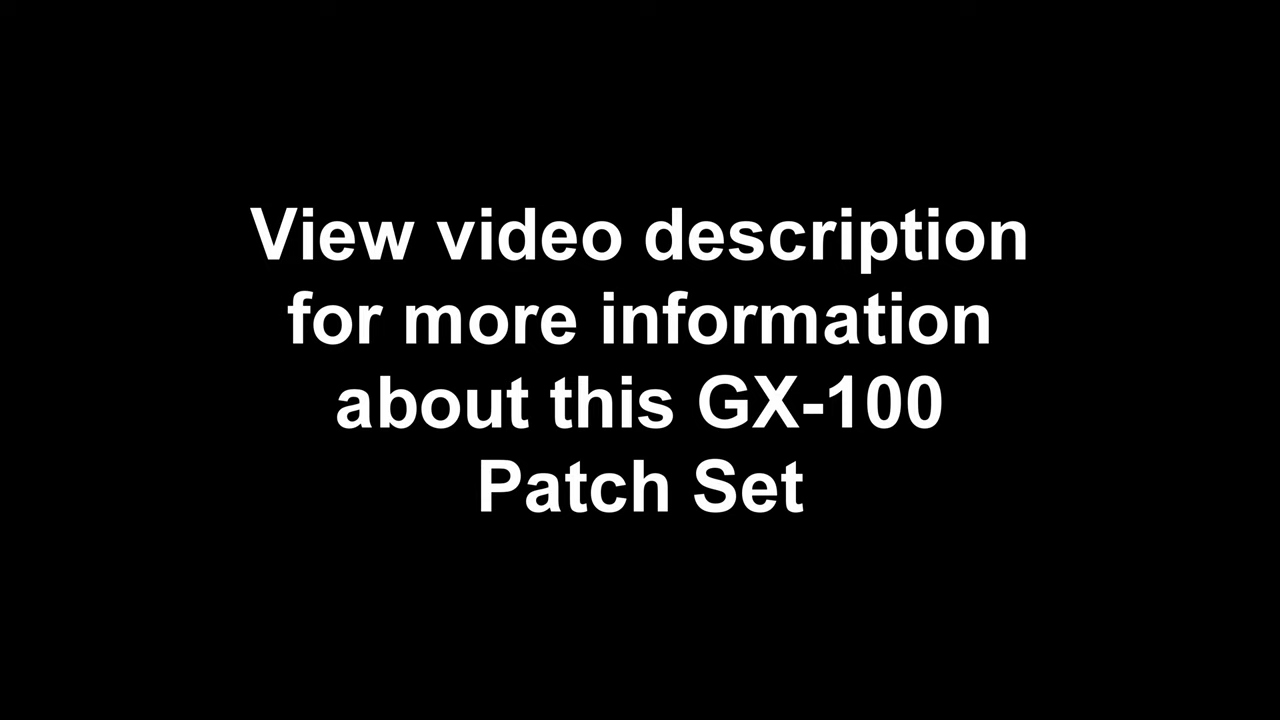 View video description
for more information
about this GX-100
Patch Set